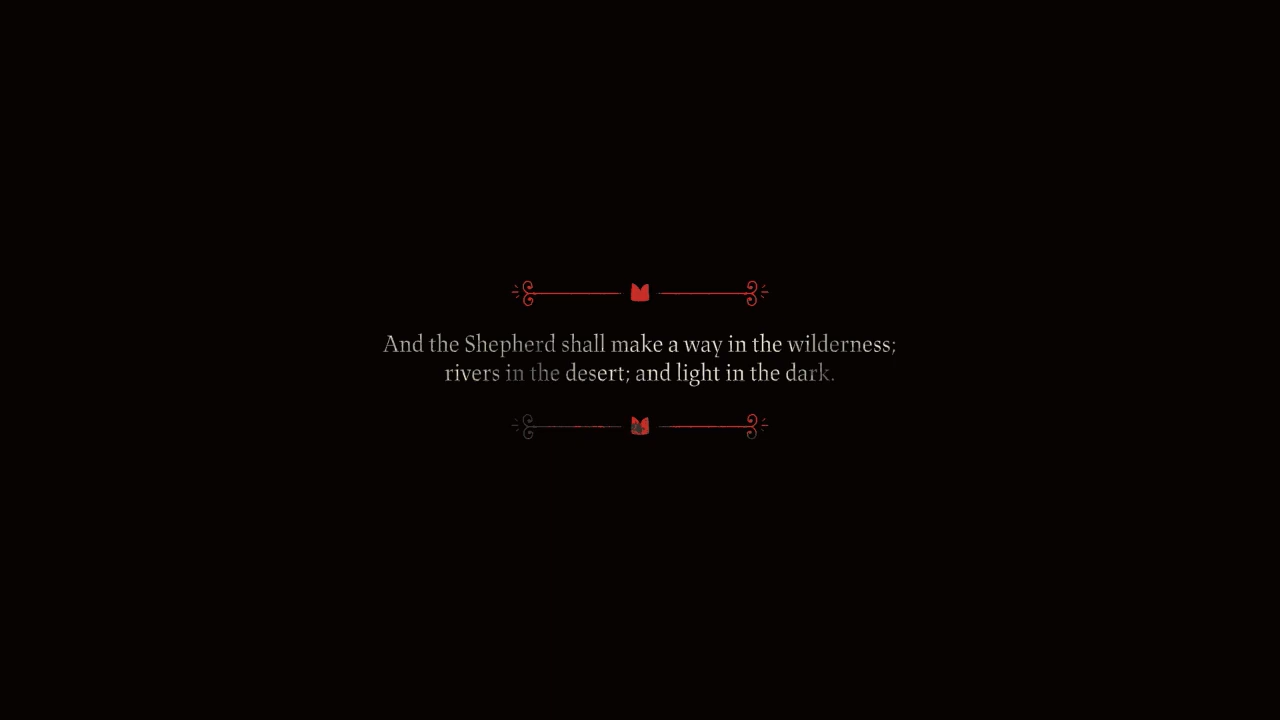 And the Shepherd shall make a way in the wilderness;
rivers in the desert; and light in the dark.